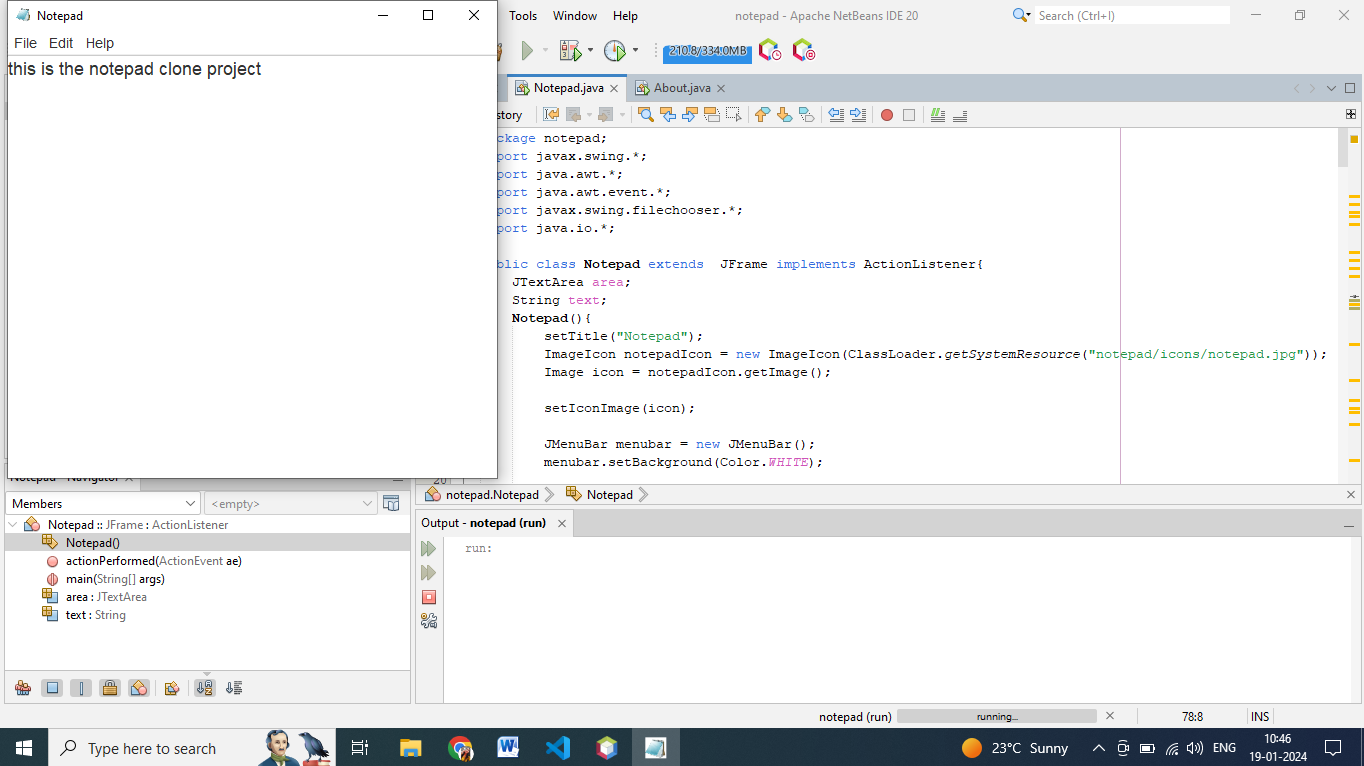 Notepad
File Edit Help
this is the notepad clone project
Tools Window Help
notepad - Apache NetBeans IDE 20
Search (Ctrl+I)
210.8/334.0MB
Notepad.java
About.java
story
ckage notepad;
port javax.swing.*;
port java.awt.*;
port java.awt.event.*;
port javax.swing.filechooser.*;
port java.io.*;
blic class Notepad extends  JFrame implements ActionListener{
JTextArea area;
String text;
Notepad(){
setTitle("Notepad");
ImageIcon notepadIcon = new ImageIcon(ClassLoader.getSystemResource("notepad/icons/notepad.jpg"));
Image icon = notepadIcon.getImage();
setIconImage(icon);
JMenuBar menubar = new JMenuBar();
menubar.setBackground(Color.WHITE);
20
notepad.Notepad
Notepad
Notepad - Navigator
Members
<empty>
Notepad :: JFrame : ActionListener
Notepad()
actionPerformed(ActionEvent ae)
main(String[] args)
area : JTextArea
text : String
Output - notepad (run)
run:
notepad (run)
running...
78:8
INS
Type here to search
23°C Sunny
ENG
10:46
19-01-2024